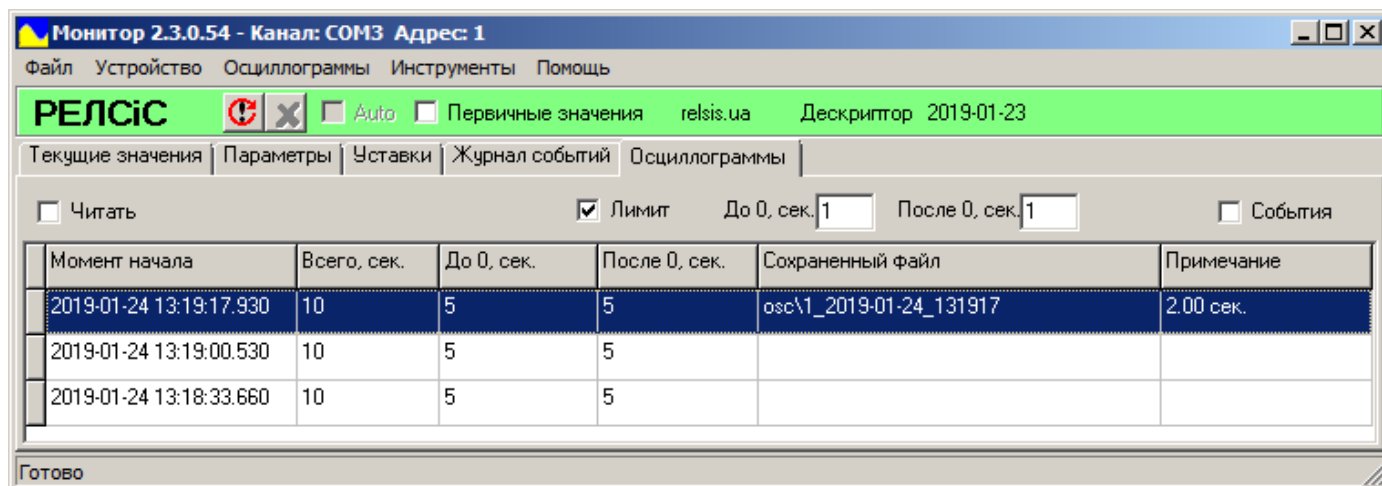 Монитор 2.3.0.54 - Канал: COM3 Адрес: 1
Файл Устройство Осциллограммы Инструменты Помощь
РЕЛСіС Auto Первичные значения relsis.ua Дескриптор 2019-01-23
Текущие значения Параметры Уставки Журнал событий Осциллограммы
Читать Лимит До 0, сек. 1 После 0, сек. 1 События
Момент начала Всего, сек. До 0, сек. После 0, сек. Сохраненный файл Примечание
2019-01-24 13:19:17.930 10 5 5 osc\1_2019-01-24_131917 2.00 сек.
2019-01-24 13:19:00.530 10 5 5
2019-01-24 13:18:33.660 10 5 5
Готово